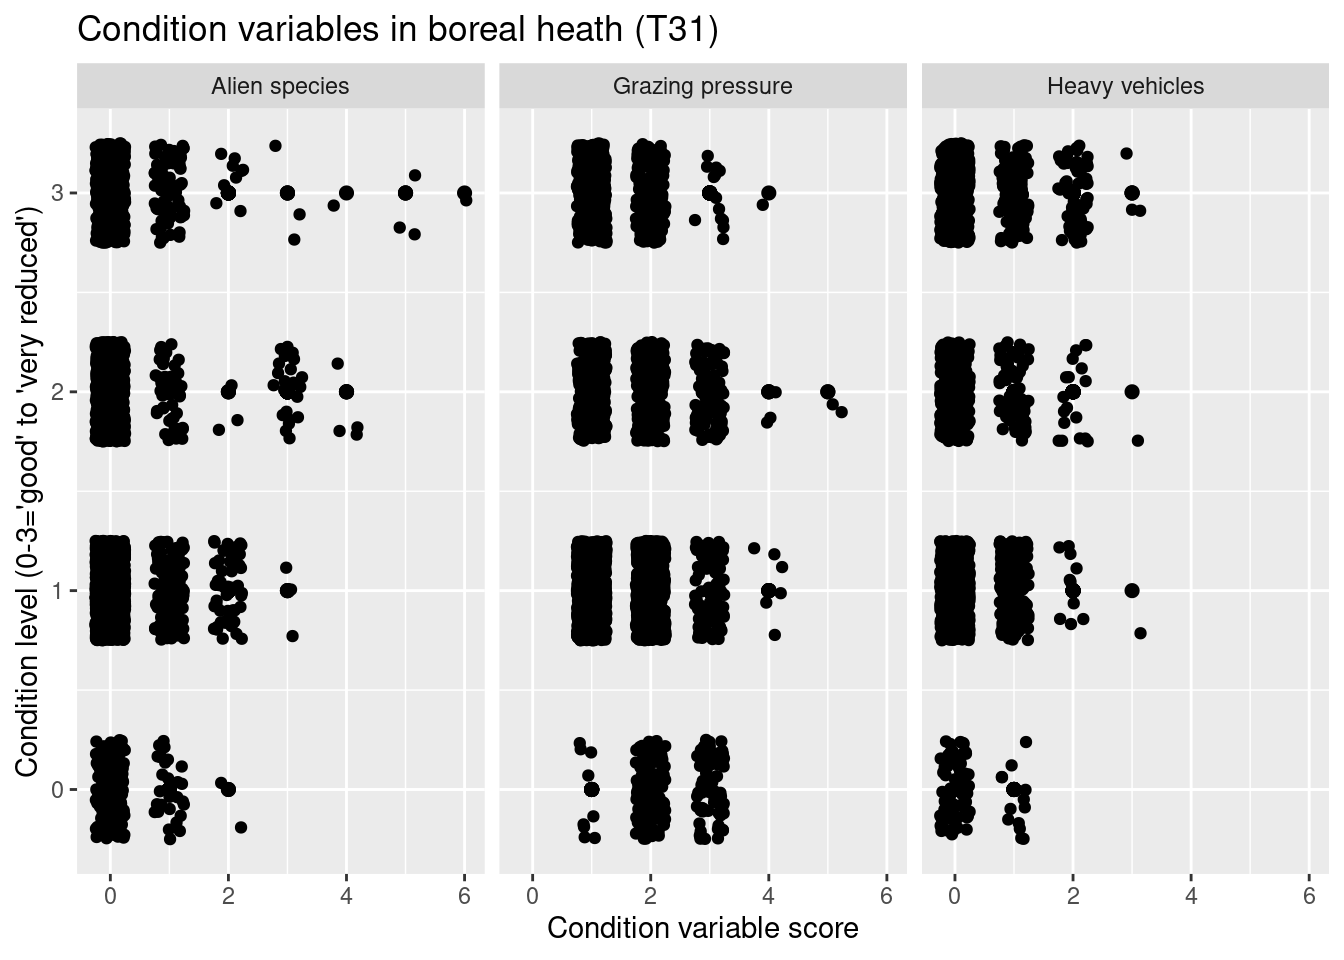 Condition variables in boreal heath (T31)
Alien species
Grazing pressure
Heavy vehicles
Condition level (0-3='good' to 'very reduced')
3
2
1
0
0 2 4 6
0 2 4 6
0 2 4 6
Condition variable score